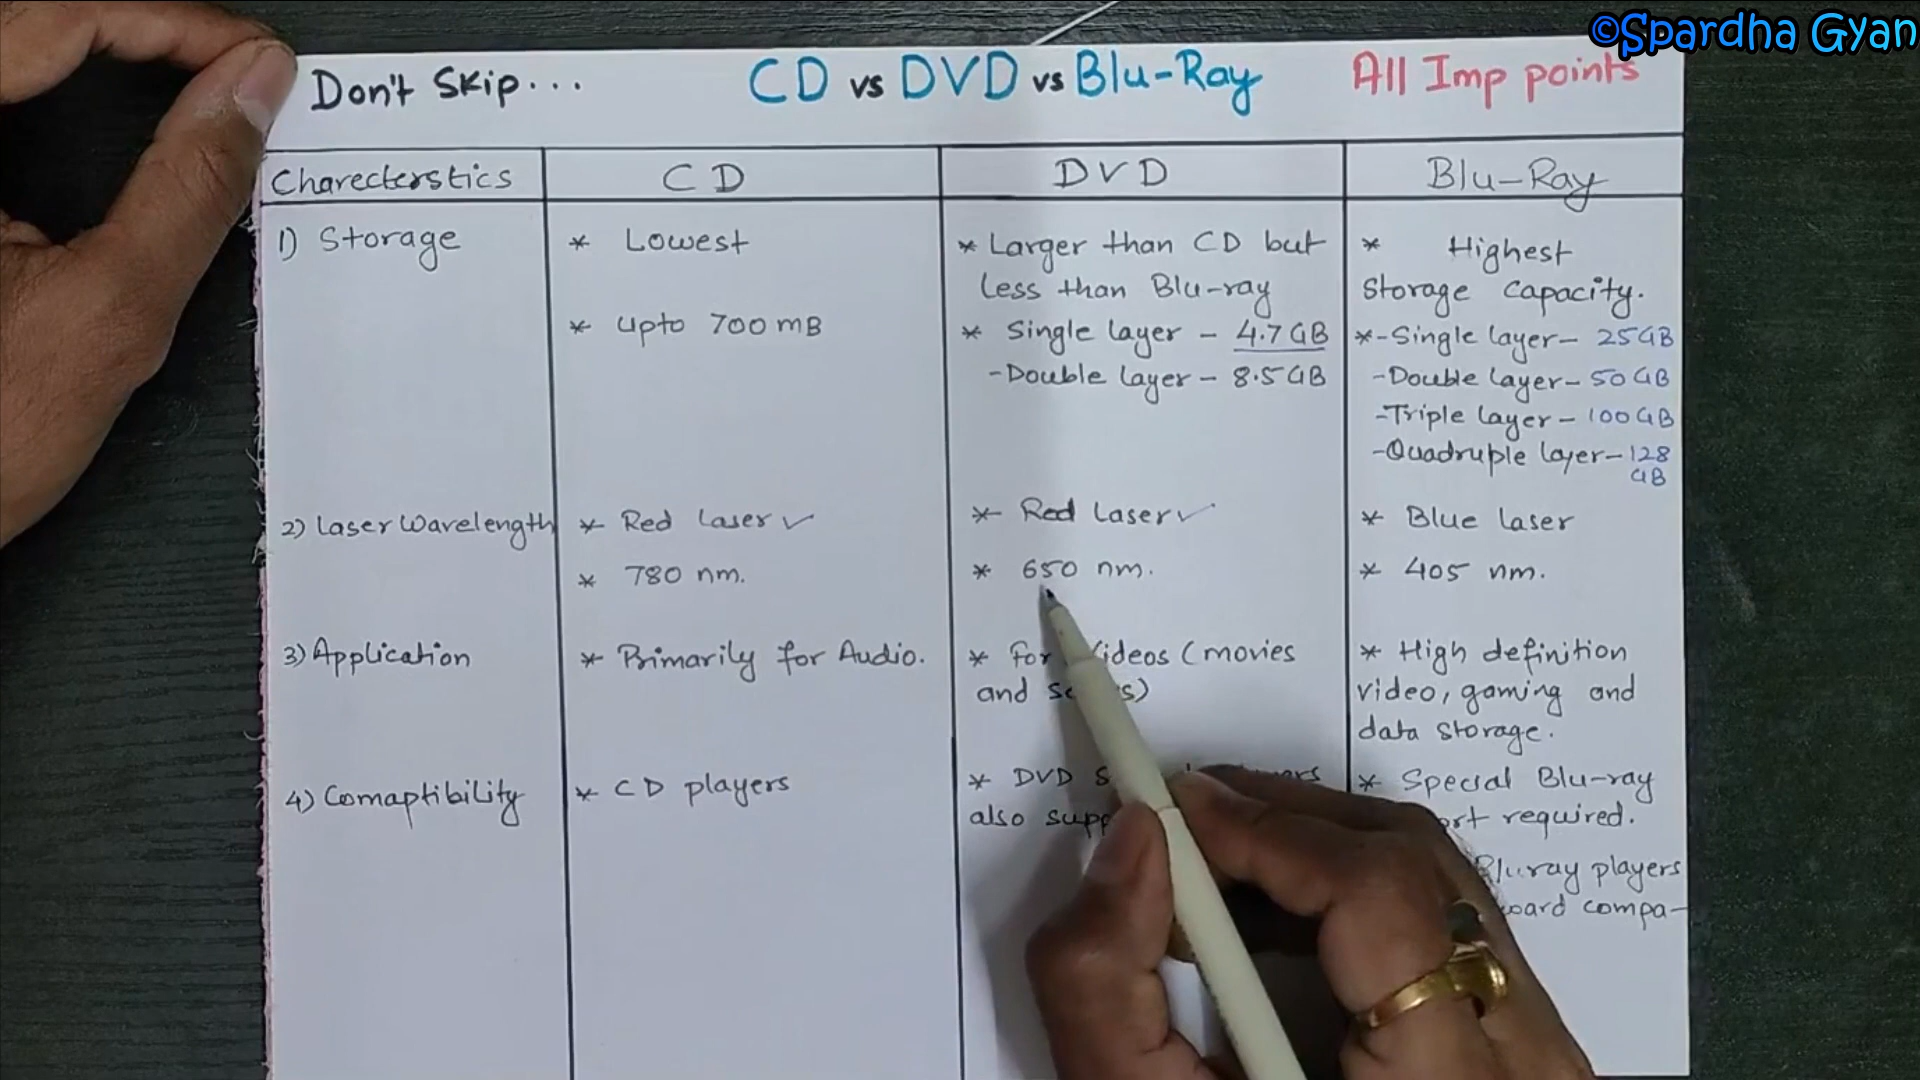 ©Spardha Gyan
Don't Skip... CD vs DVD vs Blu-Ray All Imp points
Charecterstics CD DVD Blu-Ray
1) Storage
* Lowest
* Upto 700 MB
* Larger than CD but
less than Blu-ray
* Single layer - 4.7 GB
- Double layer - 8.5 GB
* Highest
Storage capacity.
* - Single layer - 25 GB
- Double layer - 50 GB
- Triple layer - 100 GB
- Quadruple layer - 128
GB
2) Laser Wavelength
* Red laser ✓
* 780 nm.
* Red Laser ✓
* 650 nm.
* Blue laser
* 405 nm.
3) Application
* Primarily for Audio.
* For Videos (movies
and
* High definition
video, gaming and
data storage.
4) Comaptibility
* CD players
* DVD
also
* Special Blu-ray
required.
Bluray players
compa-